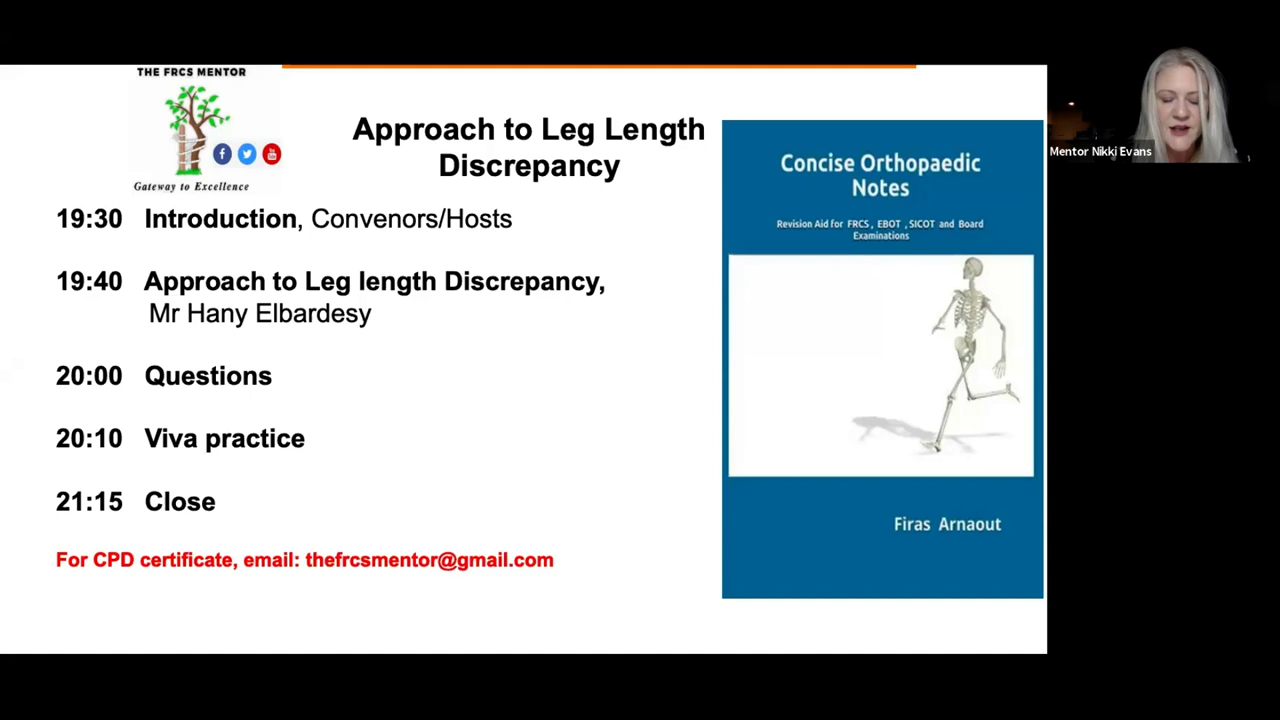 THE FRCS MENTOR
Gateway to Excellence
Approach to Leg Length
Discrepancy
19:30 Introduction, Convenors/Hosts
19:40 Approach to Leg length Discrepancy,
Mr Hany Elbardesy
20:00 Questions
20:10 Viva practice
21:15 Close
For CPD certificate, email: thefrcsmentor@gmail.com
Concise Orthopaedic
Notes
Revision Aid for FRCS , EBOT , SICOT and Board
Examinations
Firas Arnaout
Mentor Nikki Evans